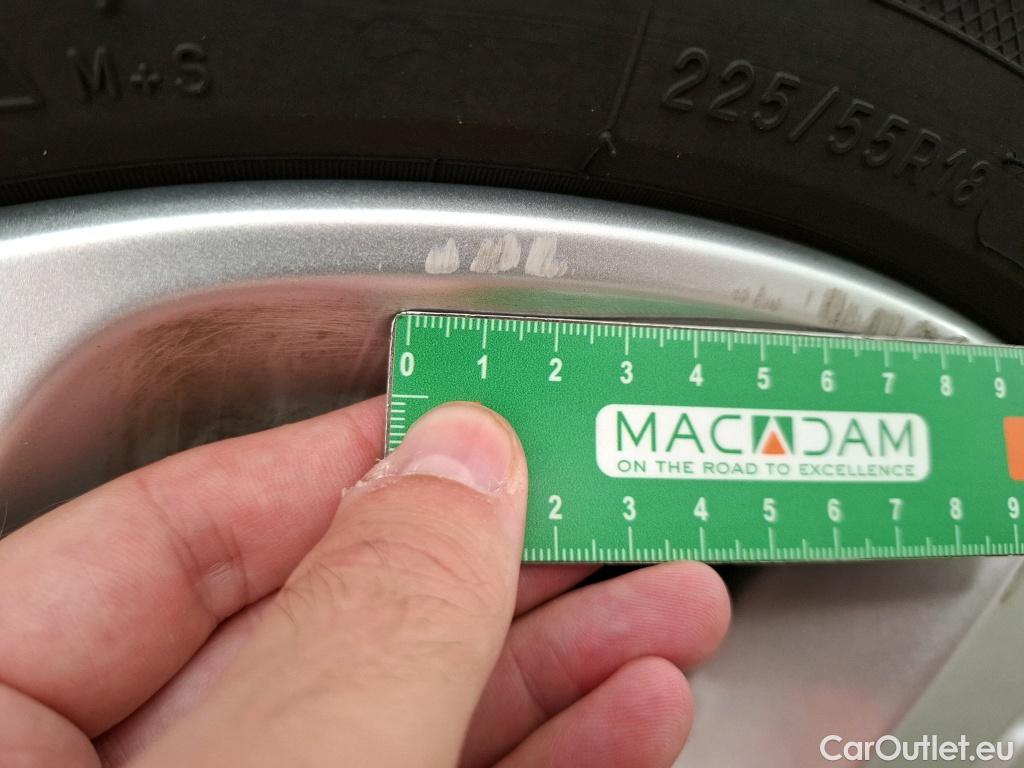 M+S
225/55R18
0 1 2 3 4 5 6 7 8 9
MACADAM
ON THE ROAD TO EXCELLENCE
2 3 4 5 6 7 8 9
CarOutlet.eu